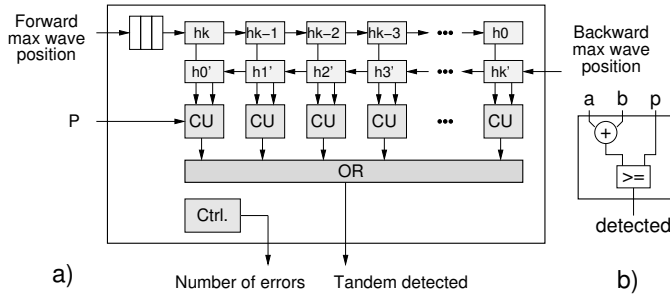 Forward
max wave
position
hk
hk−1
hk−2
hk−3
•••
h0
h0'
h1'
h2'
h3'
•••
hk'
Backward
max wave
position
P
CU
CU
CU
CU
•••
CU
OR
Ctrl.
Number of errors
Tandem detected
a)
a
b
p
+
>=
detected
b)